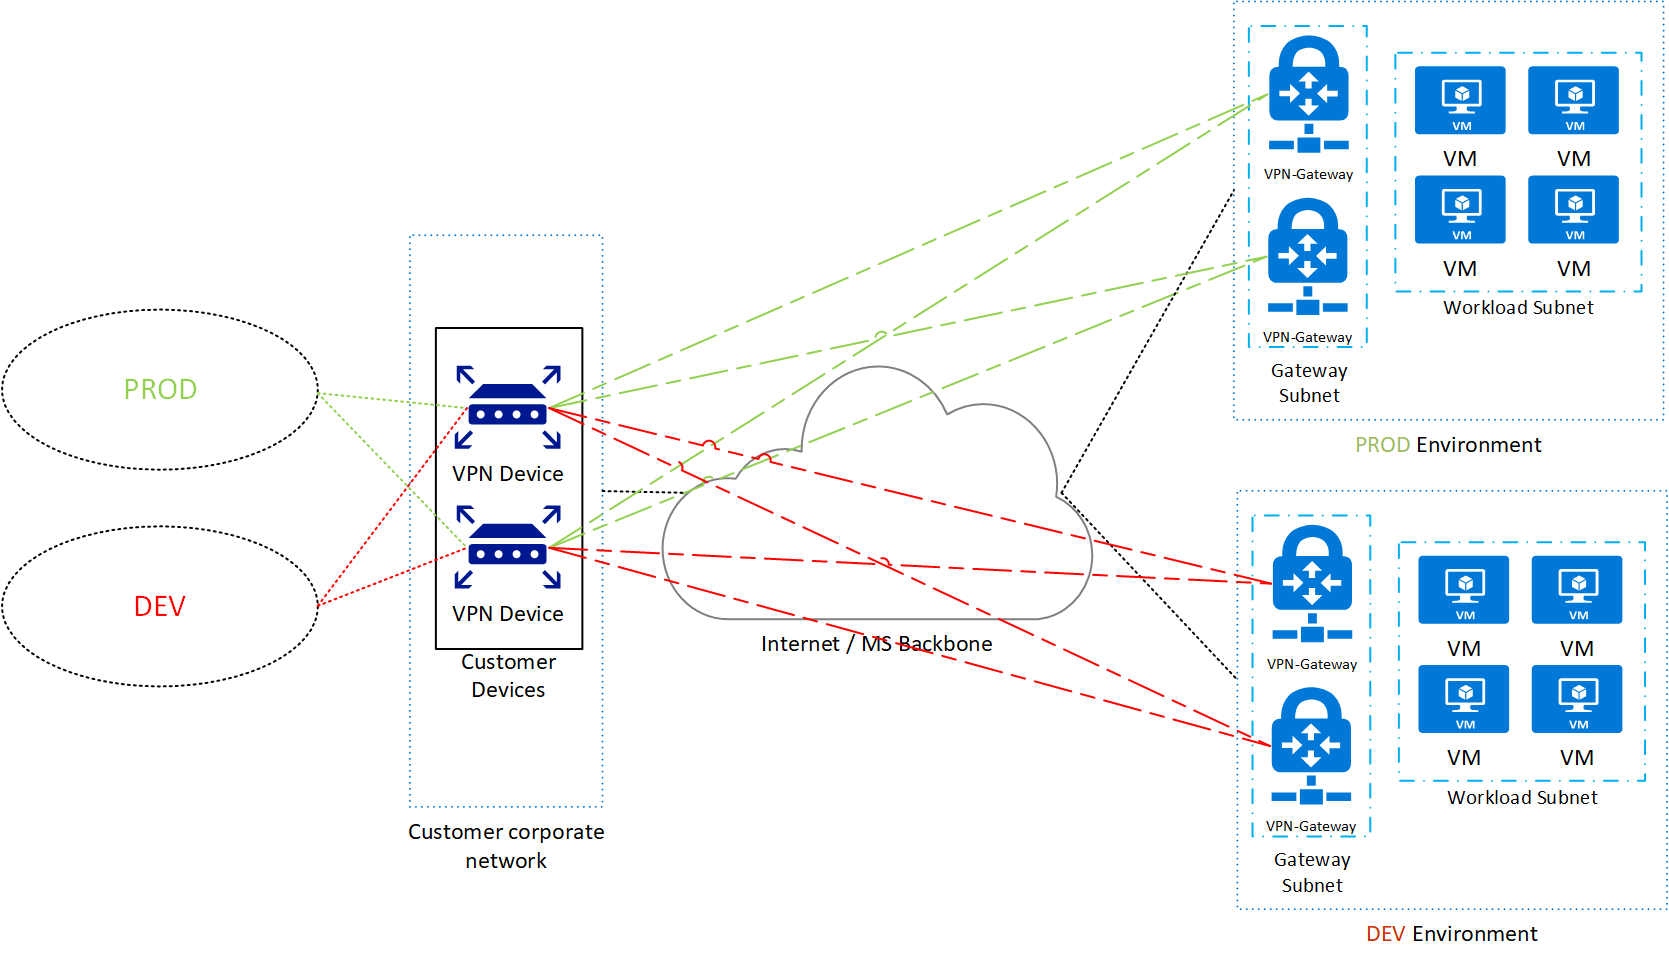 PROD
DEV
VPN Device
VPN Device
Customer
Devices
Customer corporate
network
Internet / MS Backbone
VPN-Gateway
VPN-Gateway
Gateway
Subnet
VM
VM
VM
VM
VM
VM
VM
VM
Workload Subnet
PROD Environment
VPN-Gateway
VPN-Gateway
Gateway
Subnet
VM
VM
VM
VM
VM
VM
VM
VM
Workload Subnet
DEV Environment